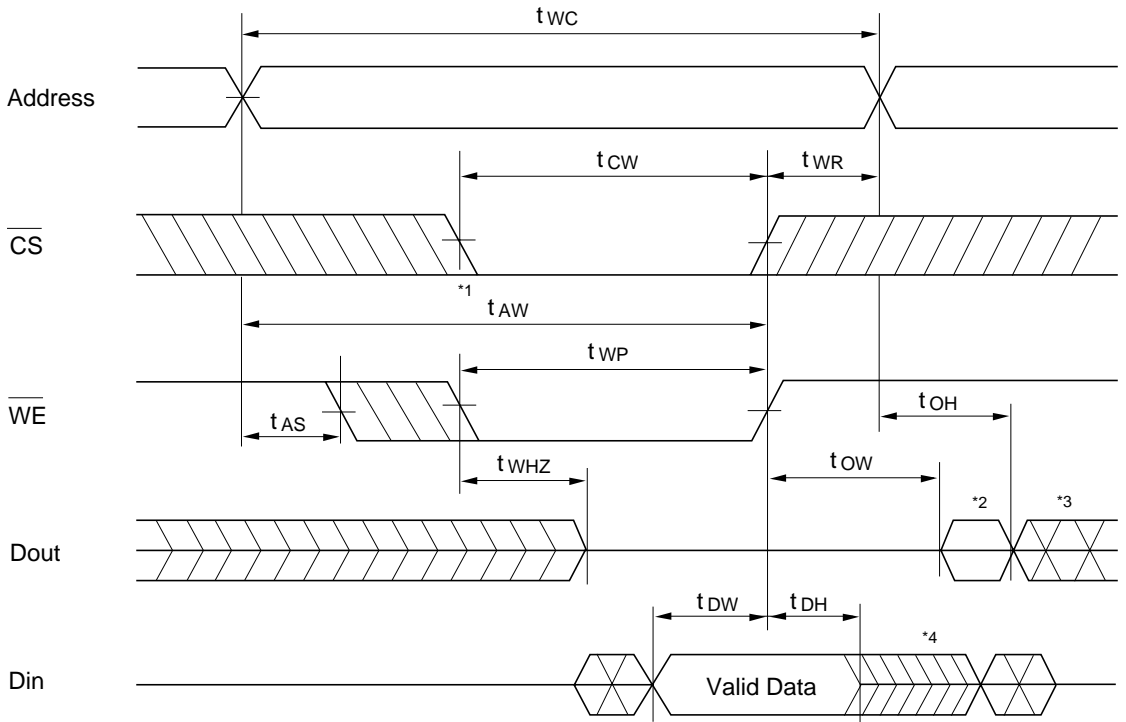 t WC
Address
t CW
t WR
CS
*1
t AW
t WP
WE
t AS
t OH
t WHZ
t OW
*2
*3
Dout
t DW
t DH
*4
Din
Valid Data